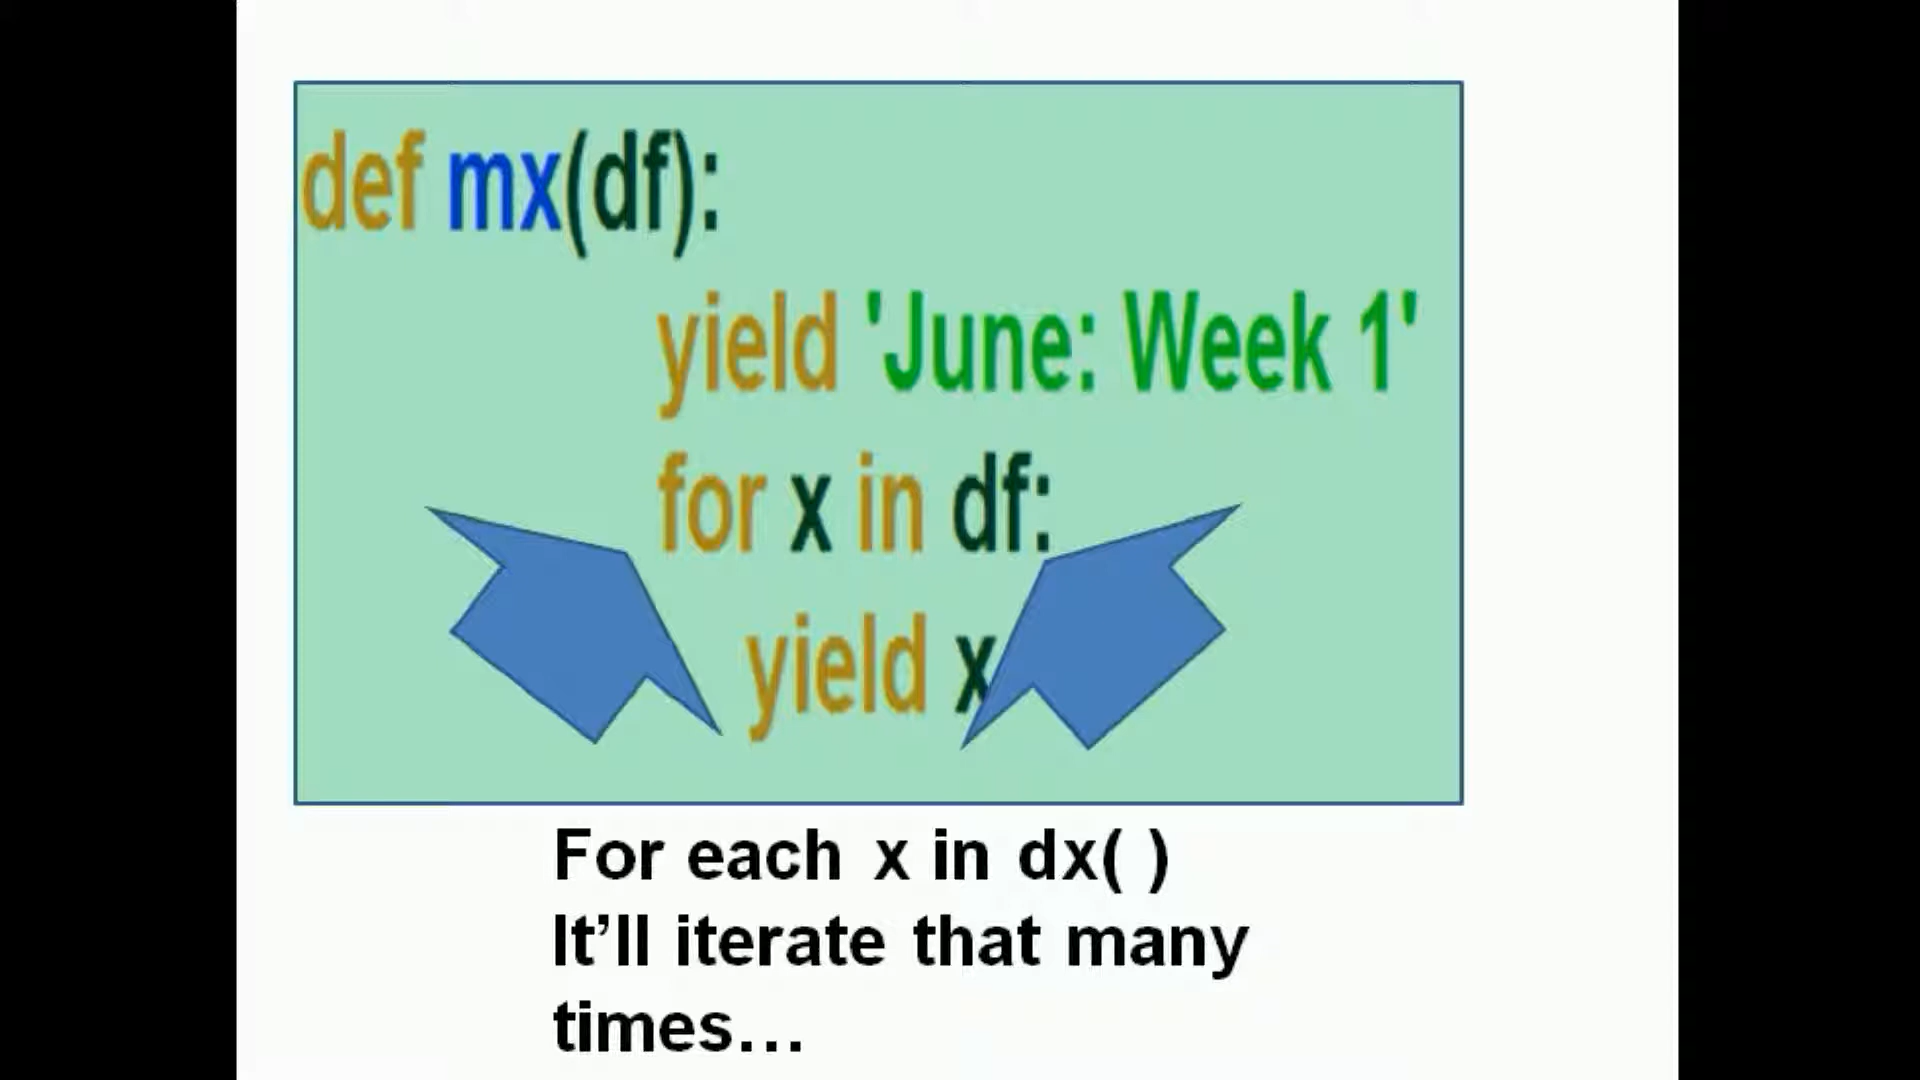 def mx(df):
yield 'June: Week 1'
for x in df:
yield x
For each x in dx( )
It’ll iterate that many
times…